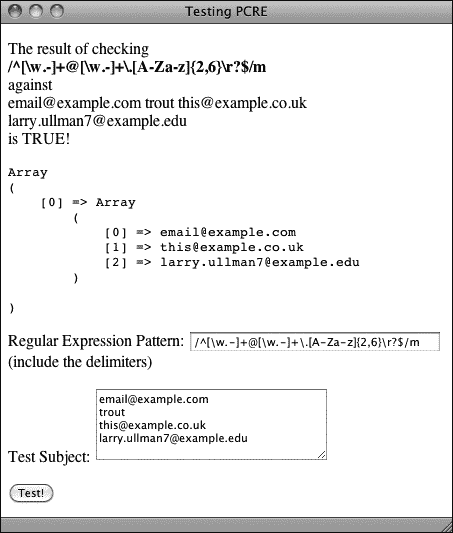 Testing PCRE
The result of checking
/^[\w.-]+@[\w.-]+\.[A-Za-z]{2,6}\r?$/m
against
email@example.com trout this@example.co.uk
larry.ullman7@example.edu
is TRUE!
Array
(
    [0] => Array
        (
            [0] => email@example.com
            [1] => this@example.co.uk
            [2] => larry.ullman7@example.edu
        )
)
Regular Expression Pattern: /^[\w.-]+@[\w.-]+\.[A-Za-z]{2,6}\r?$/m
(include the delimiters)
email@example.com
trout
this@example.co.uk
larry.ullman7@example.edu
Test Subject:
Test!